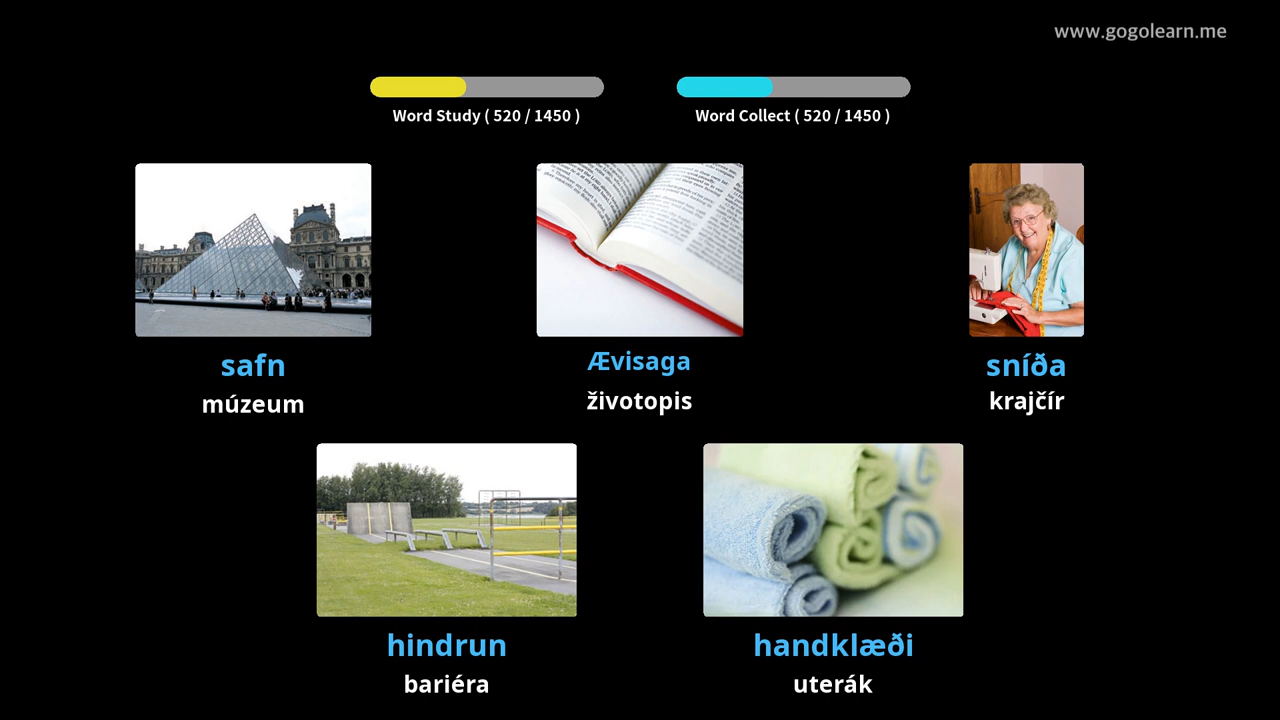 www.gogolearn.me
Word Study ( 520 / 1450 )
Word Collect ( 520 / 1450 )
safn
múzeum
Ævisaga
životopis
sníða
krajčír
hindrun
bariéra
handklæði
uterák